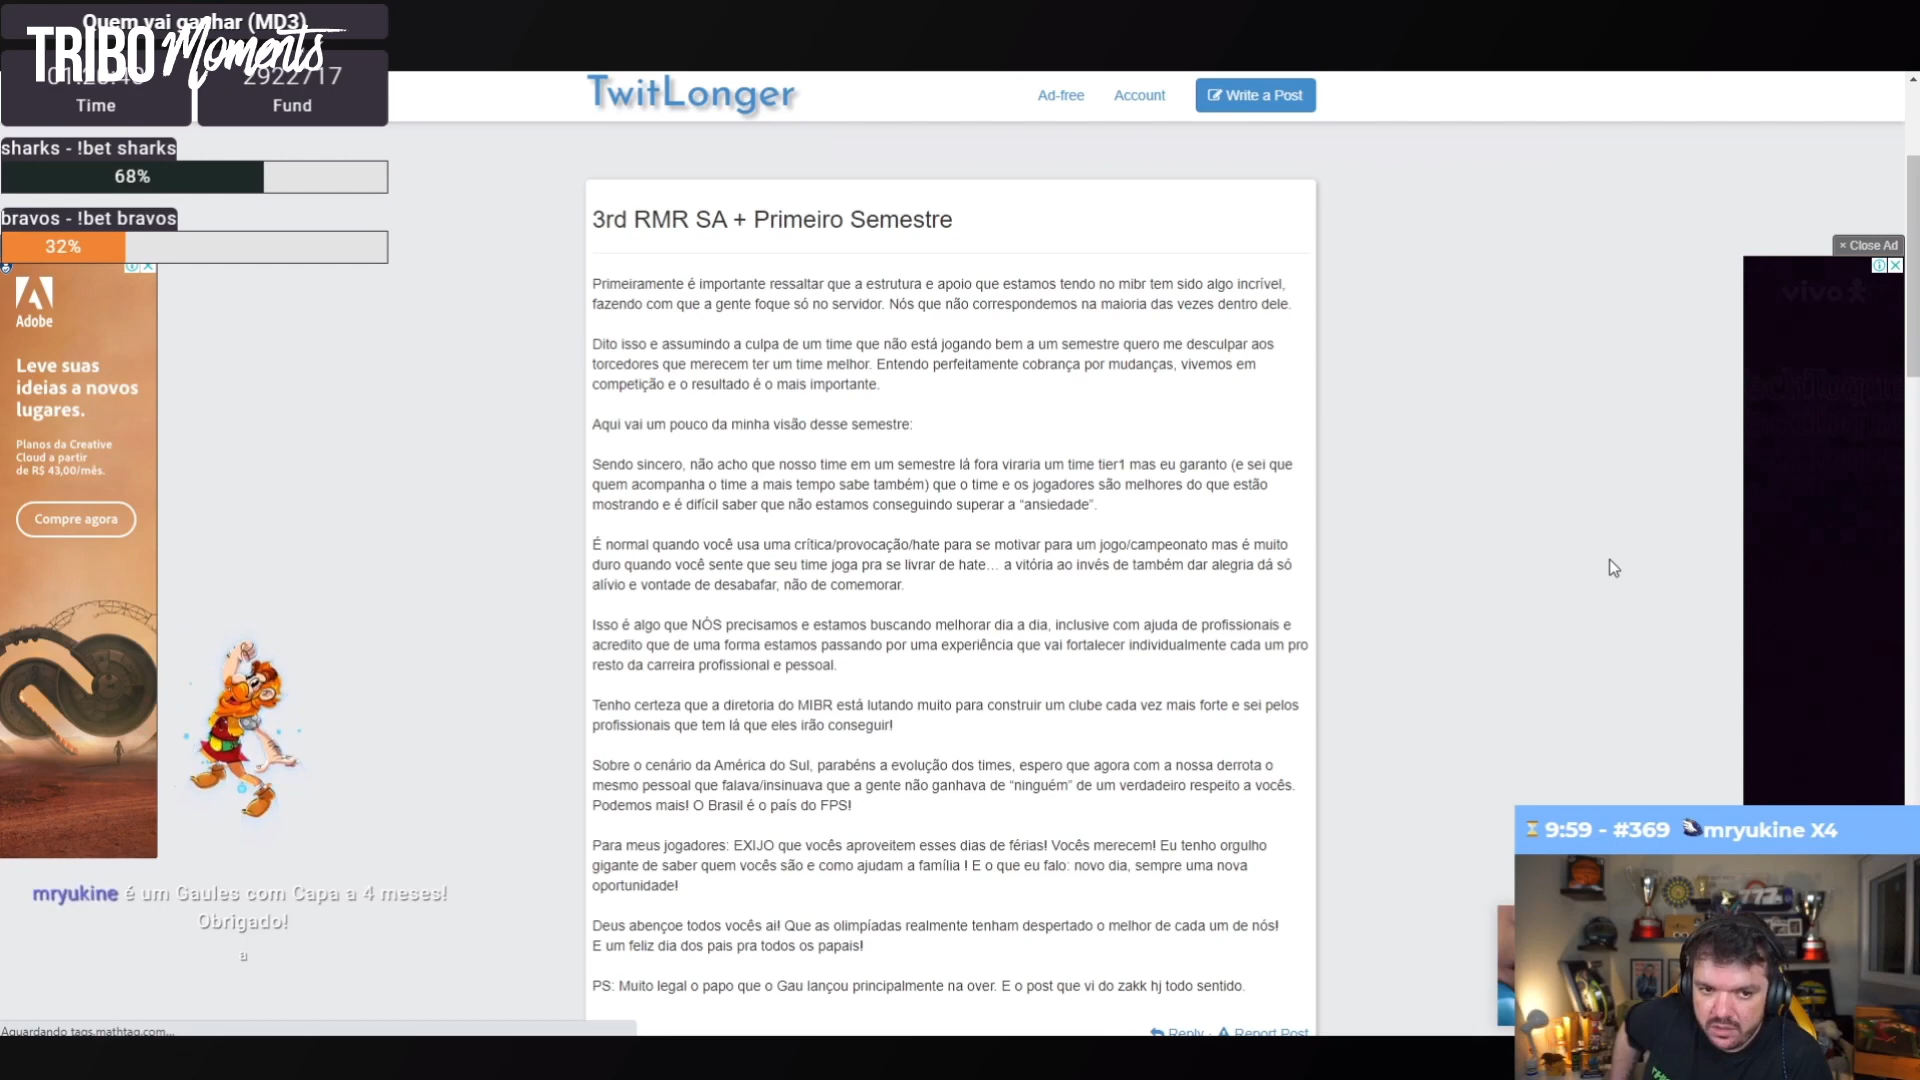 Quem vai ganhar (MD3)
TRIBO Moments
2922717
Time
Fund
sharks - !bet sharks
68%
bravos - !bet bravos
32%
TwitLonger
Ad-free
Account
Write a Post
3rd RMR SA + Primeiro Semestre
Primeiramente é importante ressaltar que a estrutura e apoio que estamos tendo no mibr tem sido algo incrível,
fazendo com que a gente foque só no servidor. Nós que não correspondemos na maioria das vezes dentro dele.
Dito isso e assumindo a culpa de um time que não está jogando bem a um semestre quero me desculpar aos
torcedores que merecem ter um time melhor. Entendo perfeitamente cobrança por mudanças, vivemos em
competição e o resultado é o mais importante.
Aqui vai um pouco da minha visão desse semestre:
Sendo sincero, não acho que nosso time em um semestre lá fora viraria um time tier1 mas eu garanto (e sei que
quem acompanha o time a mais tempo sabe também) que o time e os jogadores são melhores do que estão
mostrando e é difícil saber que não estamos conseguindo superar a “ansiedade”.
É normal quando você usa uma crítica/provocação/hate para se motivar para um jogo/campeonato mas é muito
duro quando você sente que seu time joga pra se livrar de hate… a vitória ao invés de também dar alegria dá só
alívio e vontade de desabafar, não de comemorar.
Isso é algo que NÓS precisamos e estamos buscando melhorar dia a dia, inclusive com ajuda de profissionais e
acredito que de uma forma estamos passando por uma experiência que vai fortalecer individualmente cada um pro
resto da carreira profissional e pessoal.
Tenho certeza que a diretoria do MIBR está lutando muito para construir um clube cada vez mais forte e sei pelos
profissionais que tem lá que eles irão conseguir!
Sobre o cenário da América do Sul, parabéns a evolução dos times, espero que agora com a nossa derrota o
mesmo pessoal que falava/insinuava que a gente não ganhava de “ninguém” de um verdadeiro respeito a vocês.
Podemos mais! O Brasil é o país do FPS!
Para meus jogadores: EXIJO que vocês aproveitem esses dias de férias! Vocês merecem! Eu tenho orgulho
gigante de saber quem vocês são e como ajudam a família ! E o que eu falo: novo dia, sempre uma nova
oportunidade!
Deus abençoe todos vocês ai! Que as olimpíadas realmente tenham despertado o melhor de cada um de nós!
E um feliz dia dos pais pra todos os papais!
PS: Muito legal o papo que o Gau lançou principalmente na over. E o post que vi do zakk hj todo sentido.
Reply · Report Post
Adobe
Leve suas
ideias a novos
lugares.
Planos da Creative
Cloud a partir
de R$ 43,00/mês.
Compre agora
× Close Ad
vivo
mryukine é um Gaules com Capa a 4 meses!
Obrigado!
a
Aguardando tags.mathtag.com...
9:59 - #369 mryukine X4